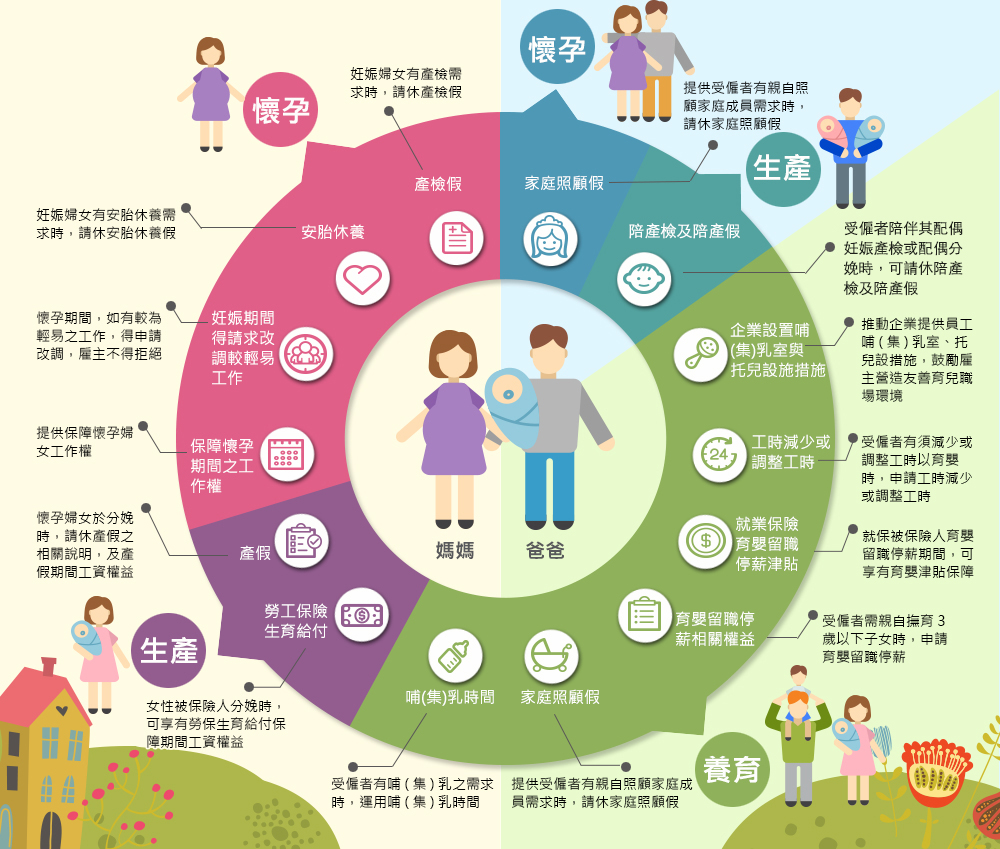 懷孕
妊娠婦女有產檢需
求時，請休產檢假
產檢假
妊娠婦女有安胎休養需
求時，請休安胎休養假
安胎休養
懷孕期間，如有較為
輕易之工作，得申請
改調，雇主不得拒絕
妊娠期間
得請求改
調較輕易
工作
提供保障懷孕婦
女工作權
保障懷孕
期間之工
作權
懷孕婦女於分娩
時，請休產假之
相關說明，及產
假期間工資權益
產假
生產
勞工保險
生育給付
女性被保險人分娩時，
可享有勞保生育給付保
障期間工資權益
懷孕
提供受僱者有親自照
顧家庭成員需求時，
請休家庭照顧假
家庭照顧假
生產
陪產檢及陪產假
受僱者陪伴其配偶
妊娠產檢或配偶分
娩時，可請休陪產
檢及陪產假
企業設置哺
(集)乳室與
托兒設施措施
推動企業提供員工
哺（集）乳室、托
兒設措施，鼓勵雇
主營造友善育兒職
場環境
24
工時減少或
調整工時
受僱者有須減少或
調整工時以育嬰
時，申請工時減少
或調整工時
$
就業保險
育嬰留職
停薪津貼
就保被保險人育嬰
留職停薪期間，可
享有育嬰津貼保障
育嬰留職停
薪相關權益
受僱者需親自撫育 3
歲以下子女時，申請
育嬰留職停薪
$
媽媽
爸爸
哺(集)乳時間
家庭照顧假
受僱者有哺（集）乳之需求
時，運用哺（集）乳時間
提供受僱者有親自照顧家庭成
員需求時，請休家庭照顧假
養育